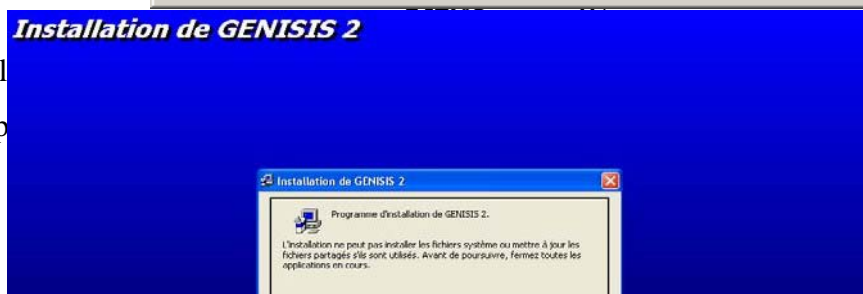 Installation de GENISIS 2
Installation de GENISIS 2
Programme d'installation de GENISIS 2.
L'installation ne peut pas installer les fichiers système ou mettre à jour les
fichiers partagés s'ils sont utilisés. Avant de poursuivre, fermez toutes les
applications en cours.